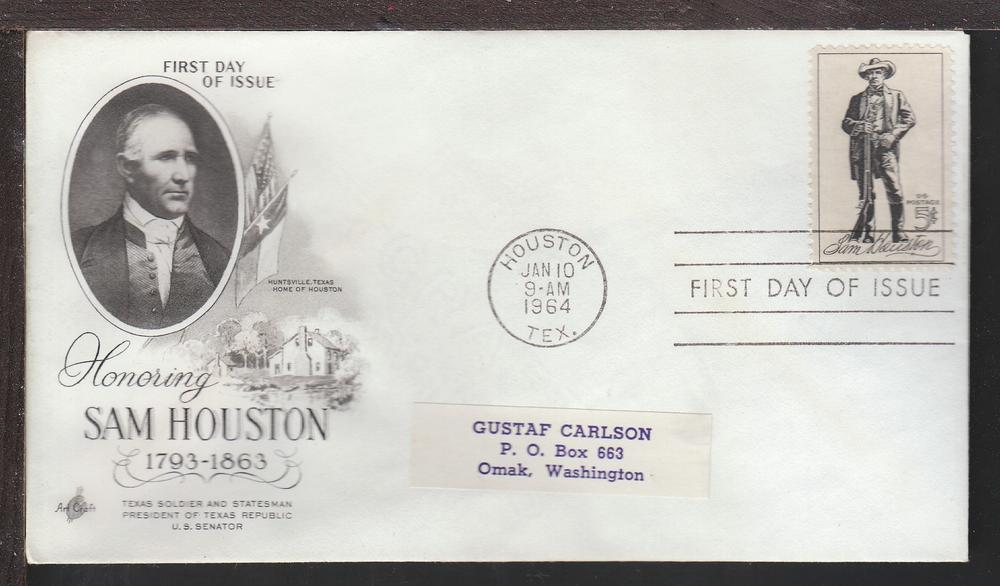 FIRST DAY
OF ISSUE
HUNTSVILLE, TEXAS
HOME OF HOUSTON
Honoring
SAM HOUSTON
1793-1863
Art Craft
TEXAS SOLDIER AND STATESMAN
PRESIDENT OF TEXAS REPUBLIC
U.S. SENATOR
HOUSTON
JAN 10
9-AM
1964
TEX.
U.S.
POSTAGE
5¢
Sam Houston
FIRST DAY OF ISSUE
GUSTAF CARLSON
P. O. Box 663
Omak, Washington